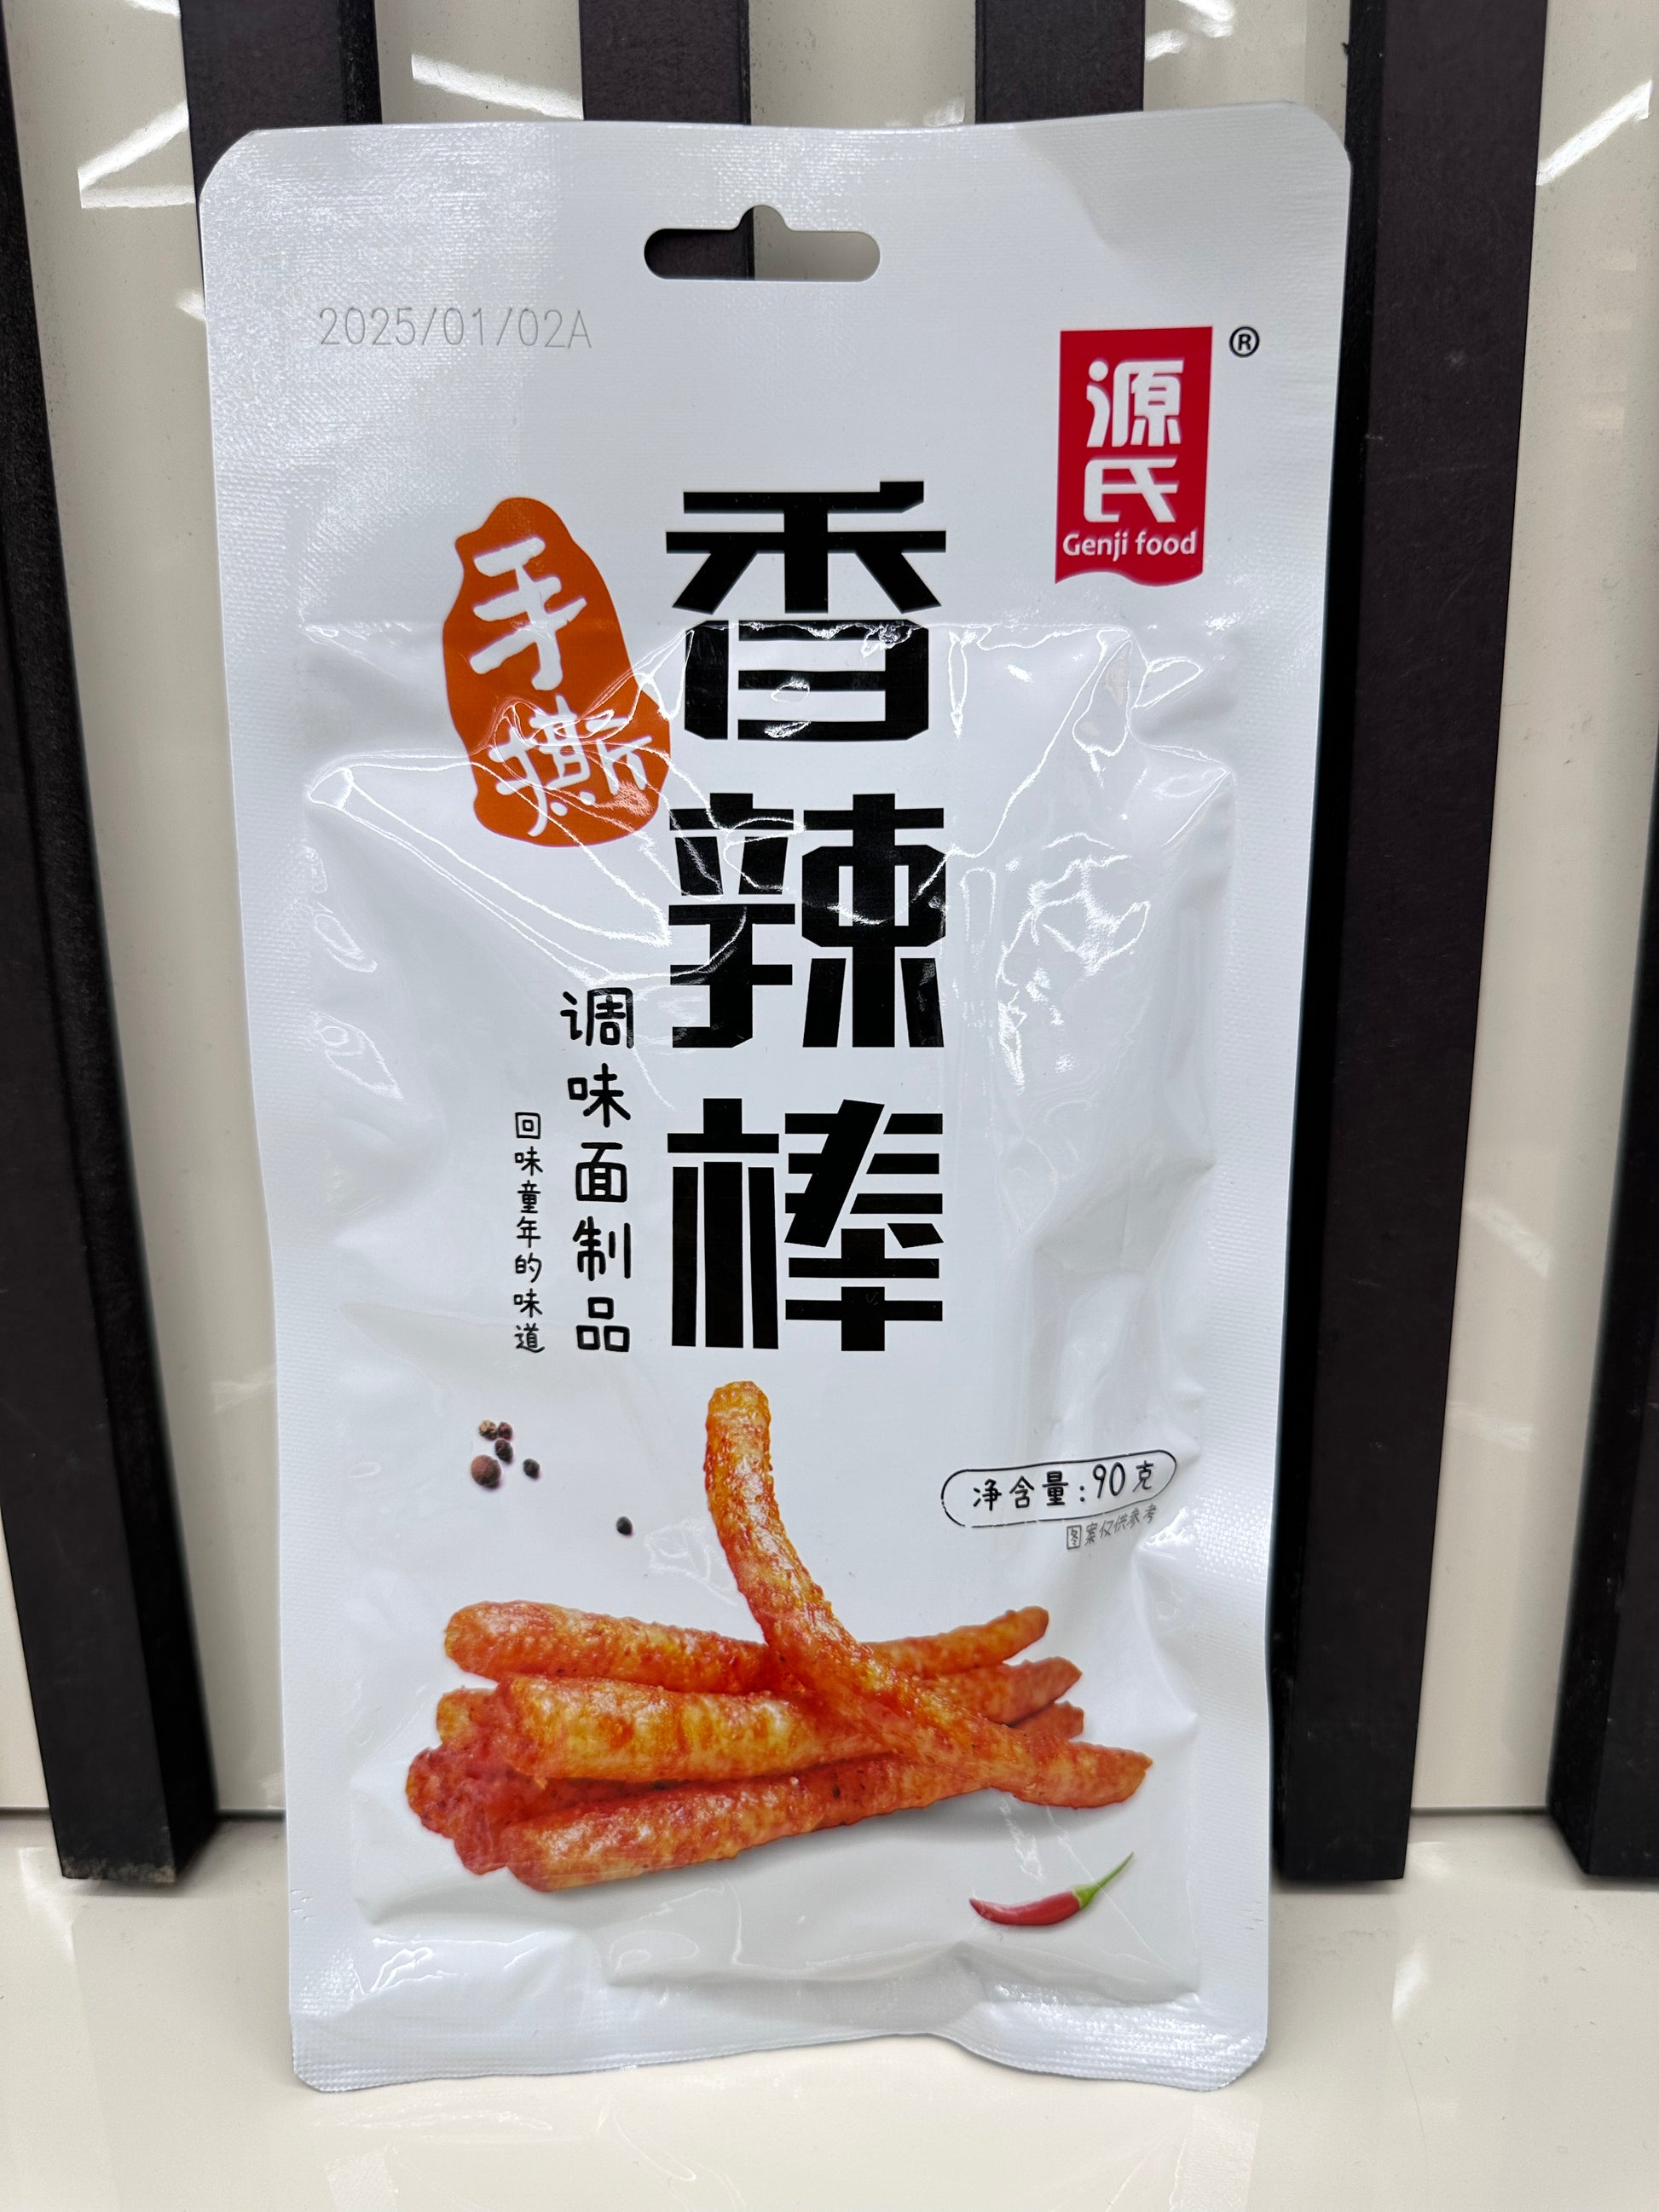 2025/01/02A
源氏
®
Genji food
手撕
香辣棒
调味面制品
回味童年的味道
净含量:90克
图案仅供参考